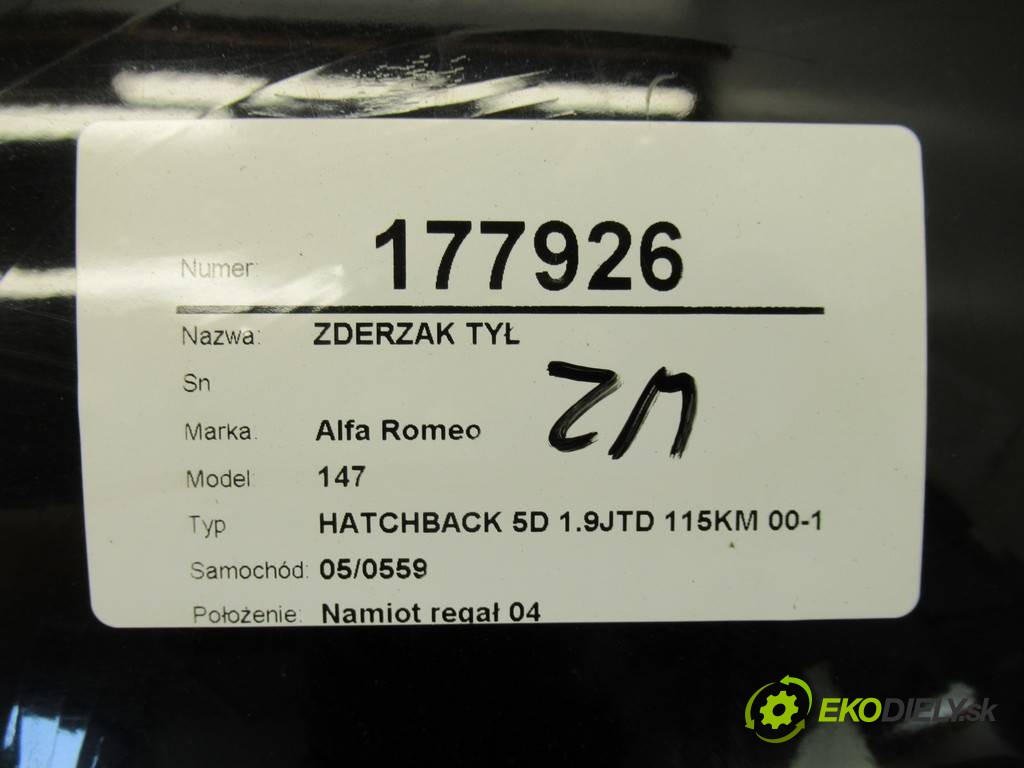 Numer: 177926
Nazwa: ZDERZAK TYŁ
Sn
Marka: Alfa Romeo
Model: 147
Typ HATCHBACK 5D 1.9JTD 115KM 00-1
Samochód: 05/0559
Położenie: Namiot regał 04
EKODIELY.sk